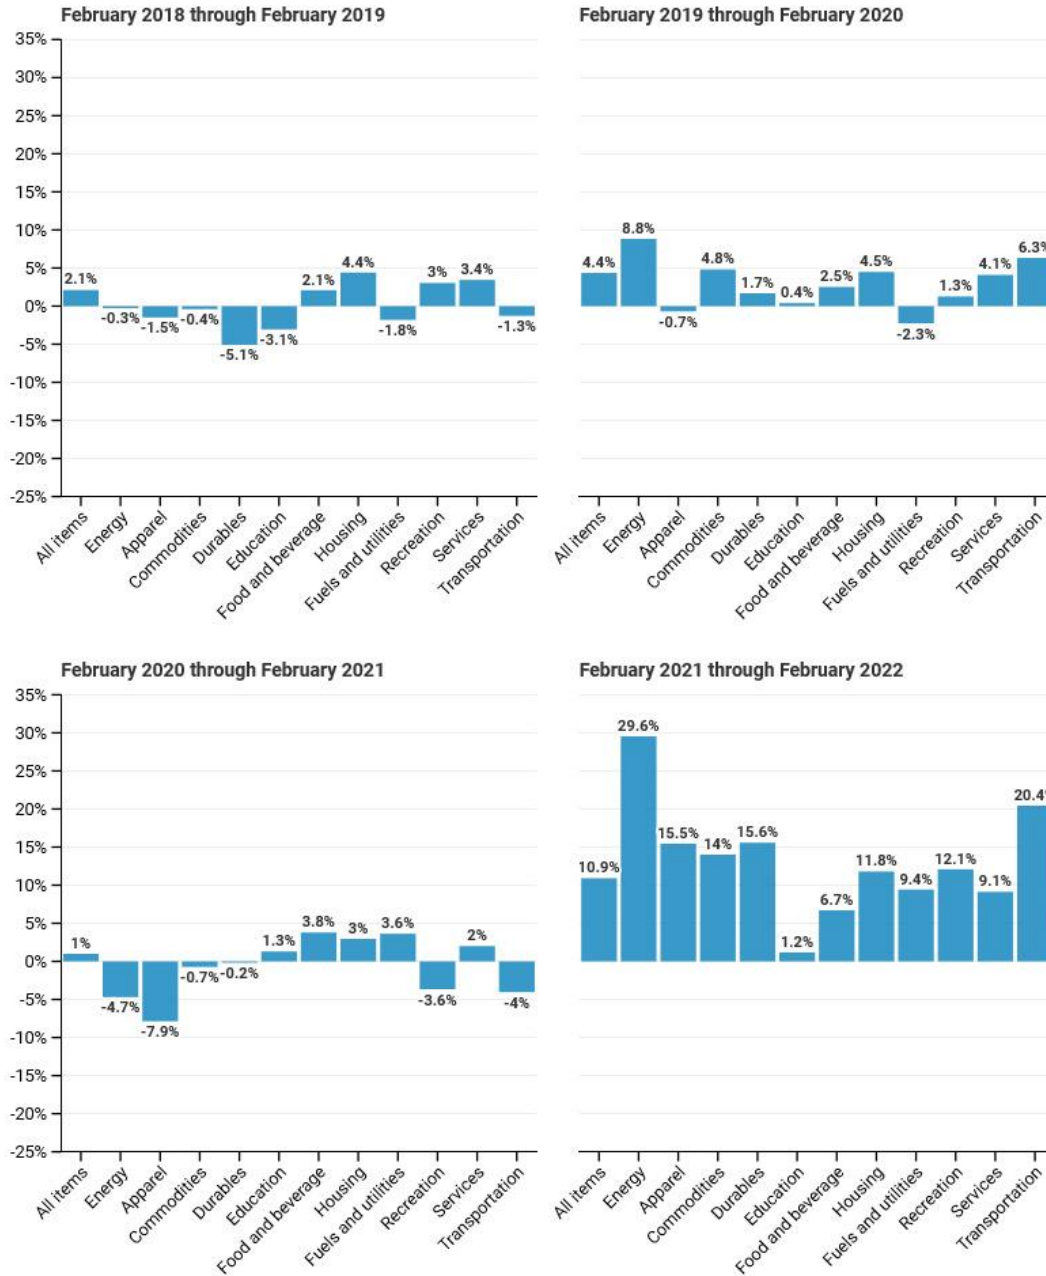 February 2018 through February 2019
35%
30%
25%
20%
15%
10%
5%
0%
-5%
-10%
-15%
-20%
-25%
2.1%
-0.3%
-1.5%
-0.4%
-5.1%
-3.1%
2.1%
4.4%
-1.8%
3%
3.4%
-1.3%
All items
Energy
Apparel
Commodities
Durables
Education
Food and beverage
Housing
Fuels and utilities
Recreation
Services
Transportation
February 2019 through February 2020
4.4%
8.8%
-0.7%
4.8%
1.7%
0.4%
2.5%
4.5%
-2.3%
1.3%
4.1%
6.3%
All items
Energy
Apparel
Commodities
Durables
Education
Food and beverage
Housing
Fuels and utilities
Recreation
Services
Transportation
February 2020 through February 2021
35%
30%
25%
20%
15%
10%
5%
0%
-5%
-10%
-15%
-20%
-25%
1%
-4.7%
-7.9%
-0.7%
-0.2%
1.3%
3.8%
3%
3.6%
-3.6%
2%
-4%
All items
Energy
Apparel
Commodities
Durables
Education
Food and beverage
Housing
Fuels and utilities
Recreation
Services
Transportation
February 2021 through February 2022
10.9%
29.6%
15.5%
14%
15.6%
1.2%
6.7%
11.8%
9.4%
12.1%
9.1%
20.4%
All items
Energy
Apparel
Commodities
Durables
Education
Food and beverage
Housing
Fuels and utilities
Recreation
Services
Transportation